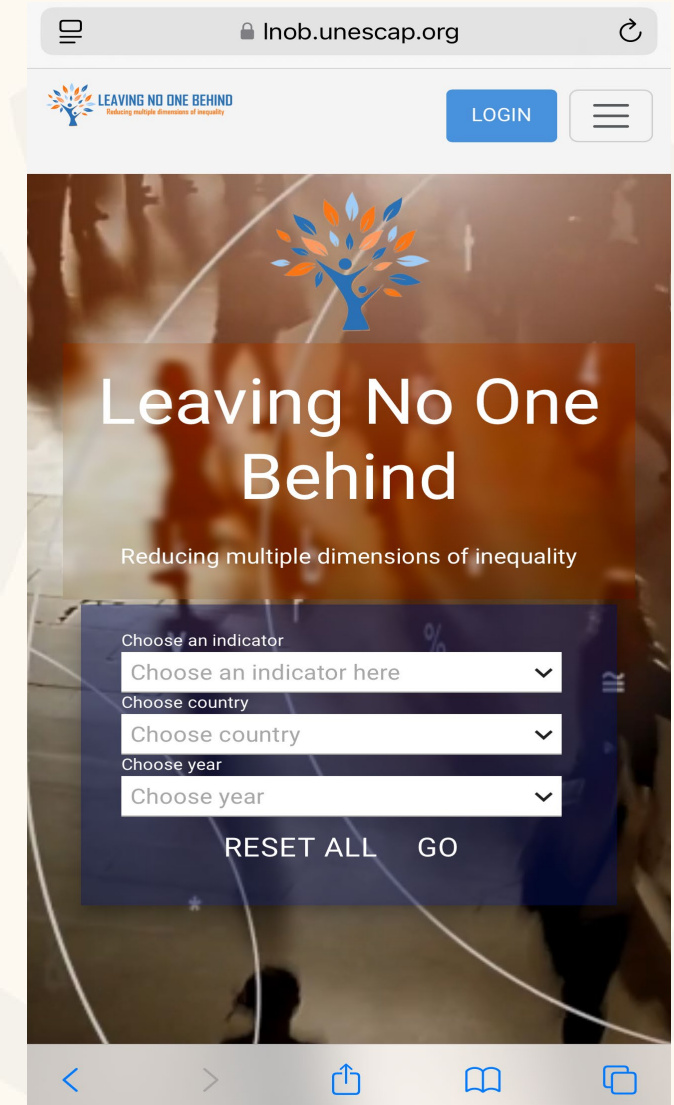 lnob.unescap.org
LEAVING NO ONE BEHIND
Reducing multiple dimensions of inequality
LOGIN
Leaving No One
Behind
Reducing multiple dimensions of inequality
Choose an indicator
%
Choose an indicator here
≅
Choose country
Choose country
Choose year
Choose year
RESET ALL GO
*